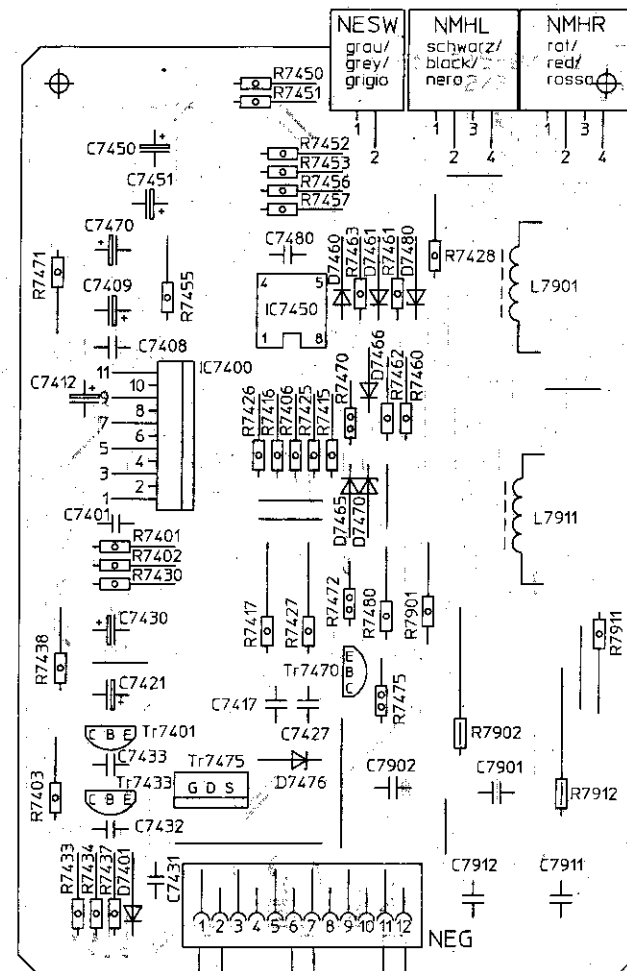 NESW NMHL NMHR
grau/ schwarz/ rot/
grey/ black/ red/
grigio nero rossa
1 2 1 2 3 4 1 2 3 4
R7450
R7451
C7450
R7452
R7453
R7456
R7457
C7451
C7470
C7480
D7460
R7463
D7461
R7461
D7480
R7428
L7901
R7471
C7409
R7455
4 5
IC7450
1 8
C7408
IC7400
C7412
11
10
9
8
7
6
5
4
3
2
1
R7426
R7416
R7406
R7425
R7415
R7470
D7466
R7462
R7460
D7465
D7470
L7911
C7401
R7401
R7402
R7430
R7417
R7427
R7472
R7480
R7901
R7911
C7430
R7438
Tr7470
E
B
C
R7475
C7421
C7417
C7427
R7902
Tr7401
C B E
C7433
Tr7475
G D S
D7476
C7902
C7901
R7912
R7403
Tr7433
C B E
C7432
C7431
R7433
R7434
R7437
D7401
C7912
C7911
1 2 3 4 5 6 7 8 9 10 11 12
NEG